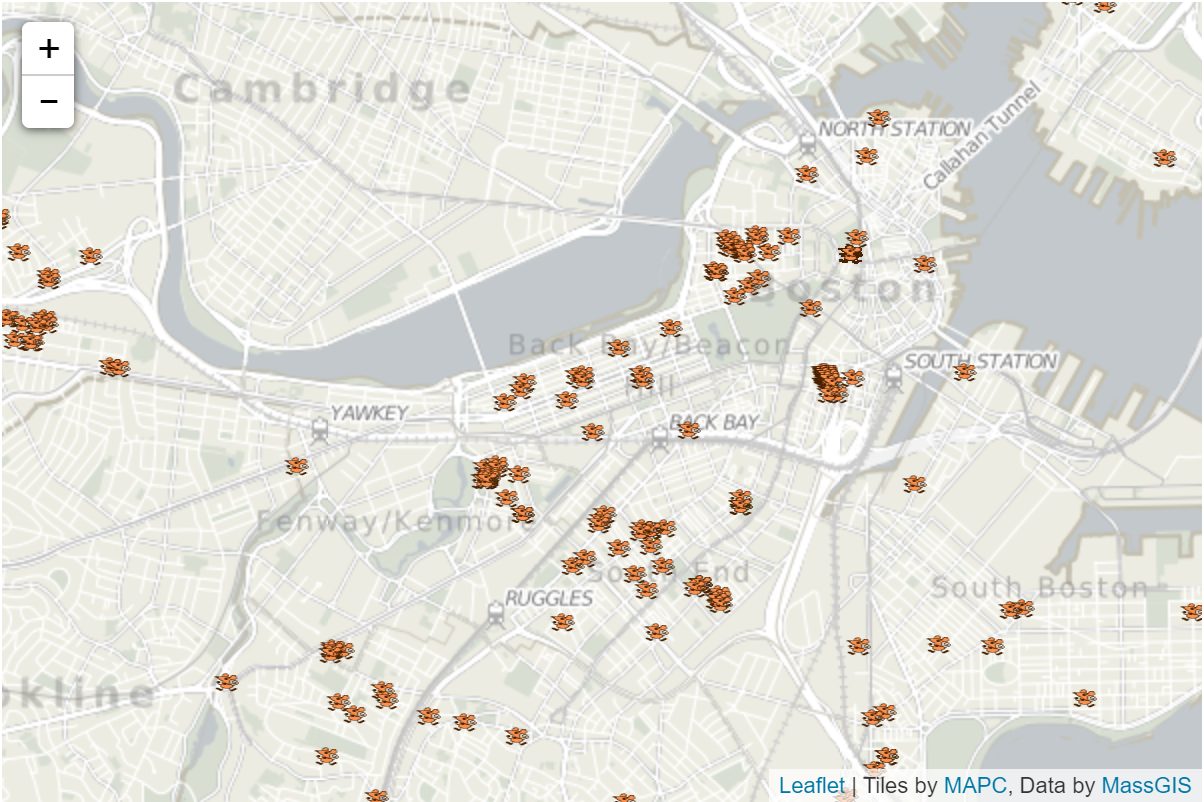 +
−
Cambridge
NORTH STATION
Callahan Tunnel
Boston
Back Bay/Beacon
Hill
SOUTH STATION
YAWKEY
BACK BAY
Fenway/Kenmore
South End
South Boston
RUGGLES
okline
Leaflet | Tiles by MAPC, Data by MassGIS